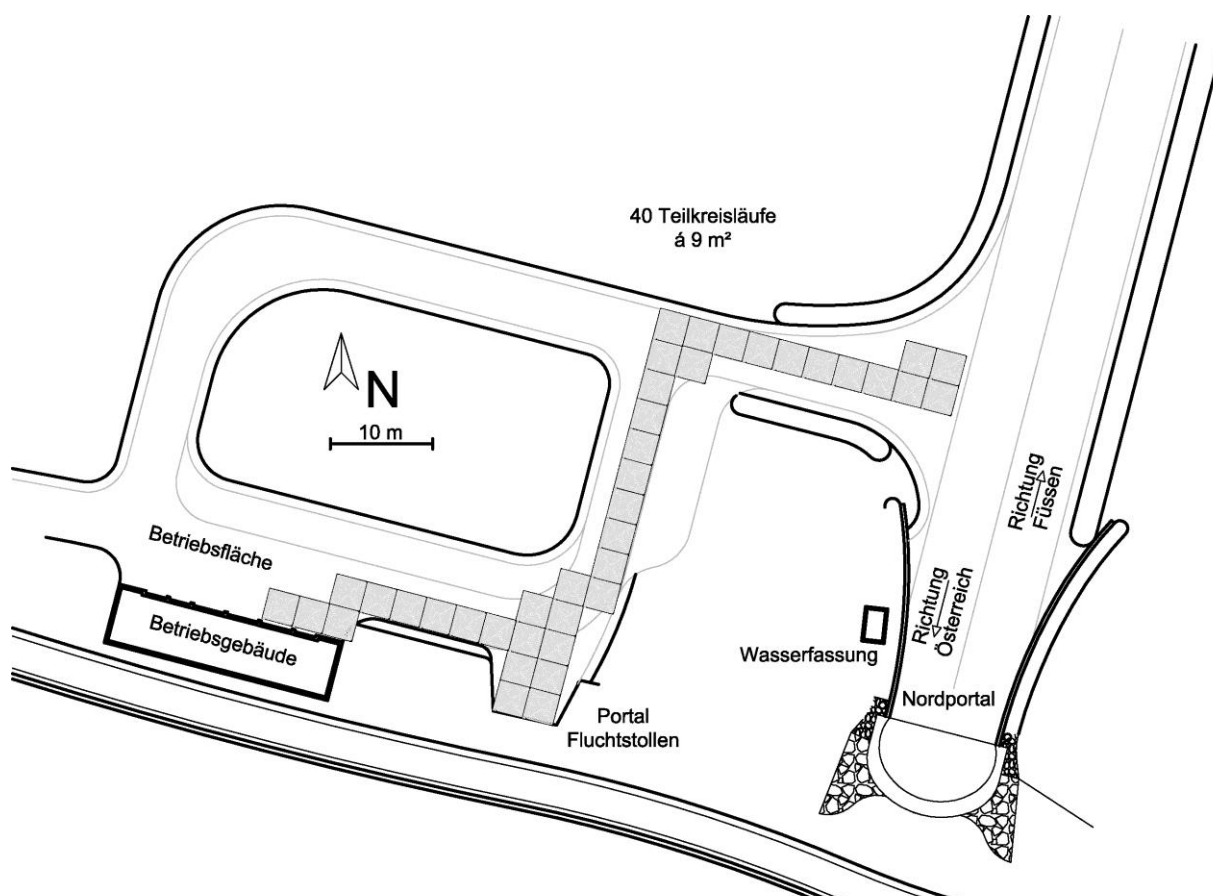 40 Teilkreisläufe
á 9 m²
N
10 m
Richtung
Füssen
Betriebsfläche
Richtung
Österreich
Betriebsgebäude
Wasserfassung
Nordportal
Portal
Fluchtstollen